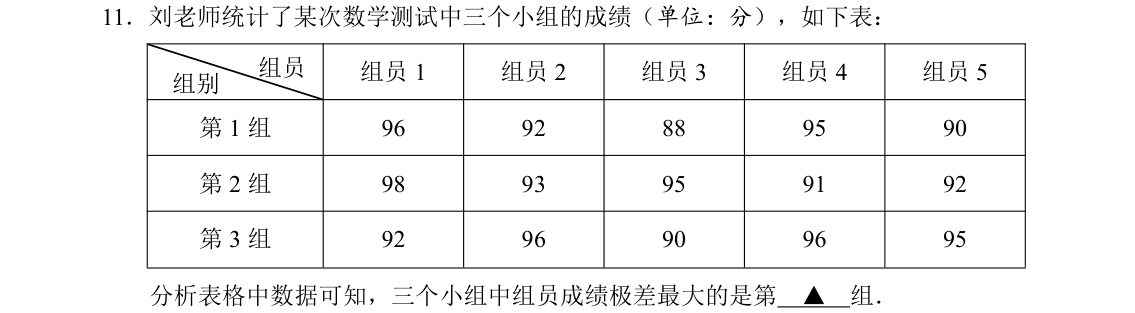 11．刘老师统计了某次数学测试中三个小组的成绩（单位：分），如下表：
组员
组别
组员 1 组员 2 组员 3 组员 4 组员 5
第 1 组 96 92 88 95 90
第 2 组 98 93 95 91 92
第 3 组 92 96 90 96 95
分析表格中数据可知，三个小组中组员成绩极差最大的是第 ▲ 组．